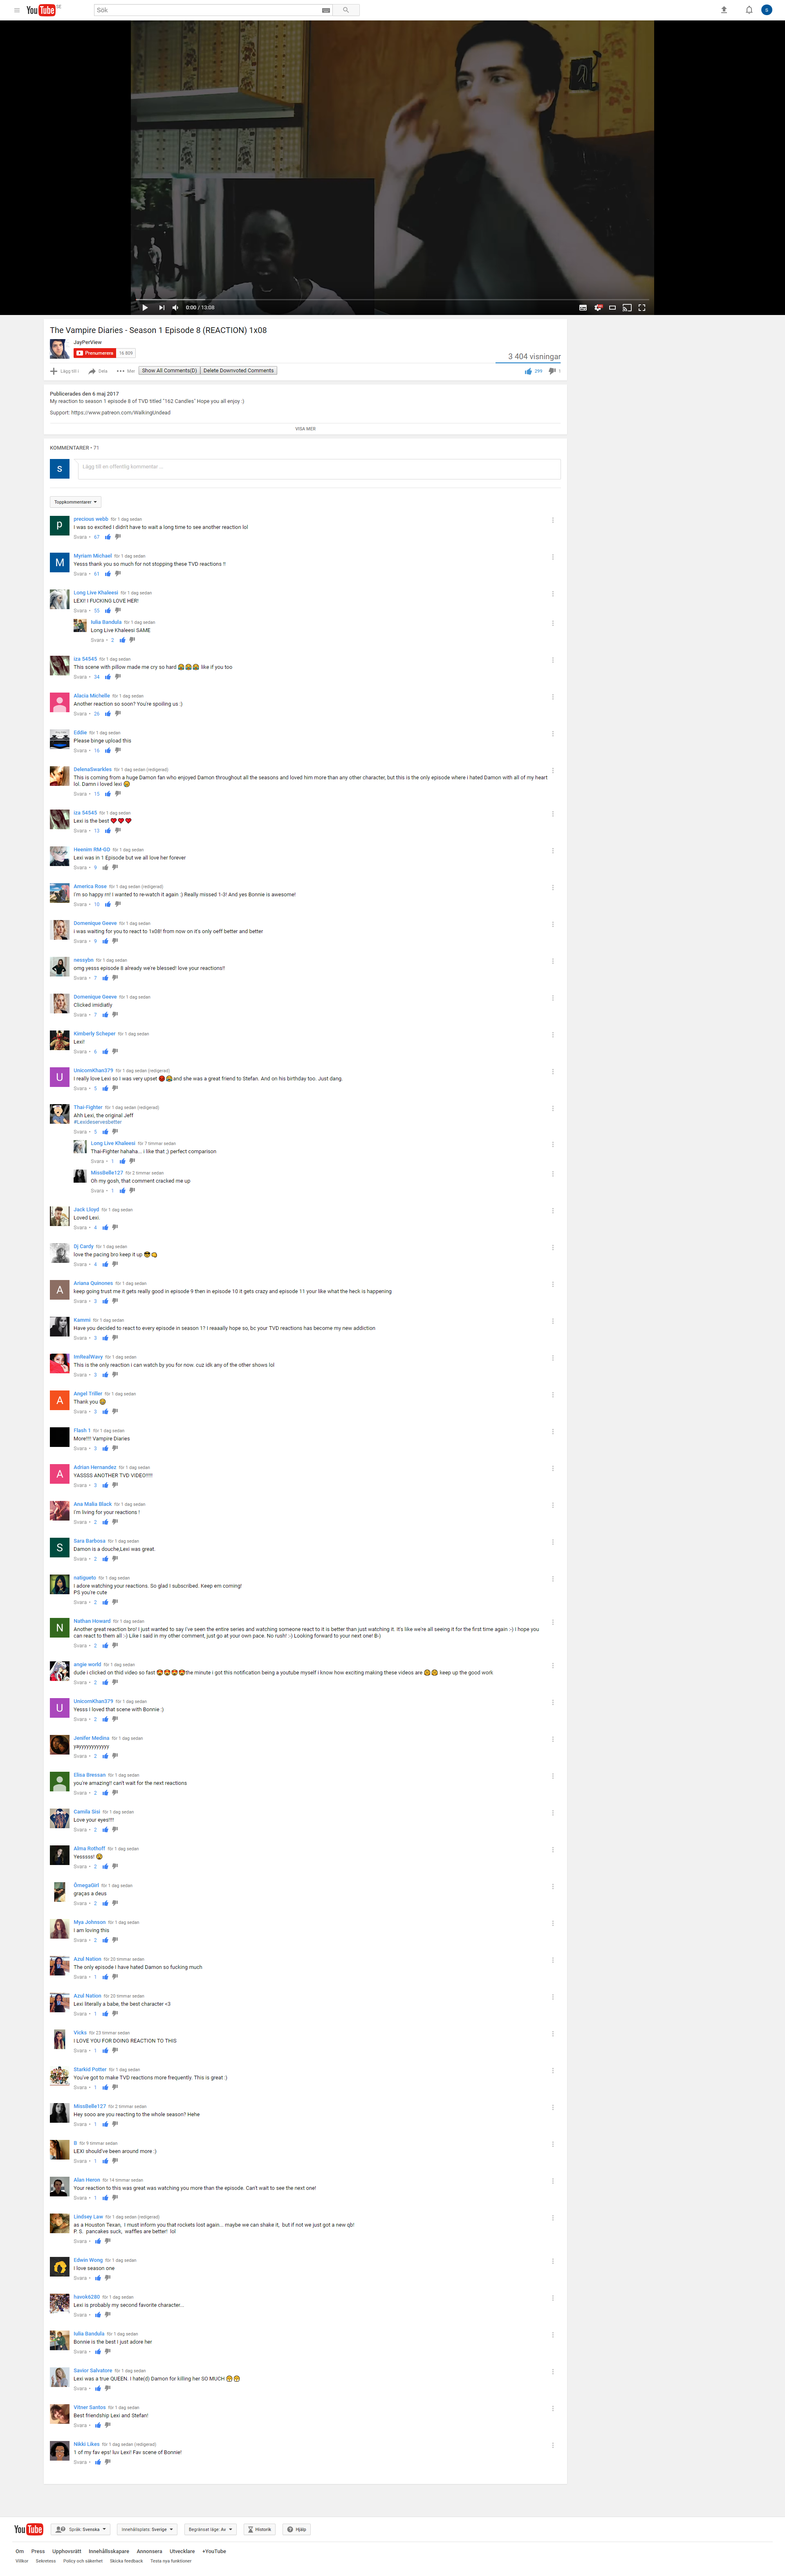 YouTube SE
Sök
0:00 / 13:08
The Vampire Diaries - Season 1 Episode 8 (REACTION) 1x08
JayPerView
Prenumerera 16 809
3 404 visningar
Lägg till i Dela Mer Show All Comments(D) Delete Downvoted Comments 299 1
Publicerades den 6 maj 2017
My reaction to season 1 episode 8 of TVD titled "162 Candles" Hope you all enjoy :)
Support: https://www.patreon.com/WalkingUndead
VISA MER
KOMMENTARER • 71
S
Lägg till en offentlig kommentar ...
Toppkommentarer
p
precious webb för 1 dag sedan
I was so excited I didn't have to wait a long time to see another reaction lol
Svara • 67
M
Myriam Michael för 1 dag sedan
Yesss thank you so much for not stopping these TVD reactions !!
Svara • 61
Long Live Khaleesi för 1 dag sedan
LEXI! I FUCKING LOVE HER!
Svara • 55
Iulia Bandula för 1 dag sedan
Long Live Khaleesi SAME
Svara • 2
iza 54545 för 1 dag sedan
This scene with pillow made me cry so hard 😭😭😭 like if you too
Svara • 34
Alacia Michelle för 1 dag sedan
Another reaction so soon? You're spoiling us :)
Svara • 26
Eddie för 1 dag sedan
Please binge upload this
Svara • 16
DelenaSwarkles för 1 dag sedan (redigerad)
This is coming from a huge Damon fan who enjoyed Damon throughout all the seasons and loved him more than any other character, but this is the only episode where i hated Damon with all of my heart
lol. Damn i loved lexi
Svara • 15
iza 54545 för 1 dag sedan
Lexi is the best
Svara • 13
Heenim RM-GD för 1 dag sedan
Lexi was in 1 Episode but we all love her forever
Svara • 9
America Rose för 1 dag sedan (redigerad)
I'm so happy rn! I wanted to re-watch it again :) Really missed 1-3! And yes Bonnie is awesome!
Svara • 10
Domenique Geeve för 1 dag sedan
i was waiting for you to react to 1x08! from now on it's only oeff better and better
Svara • 9
nessybn för 1 dag sedan
omg yesss episode 8 already we're blessed! love your reactions!!
Svara • 7
Domenique Geeve för 1 dag sedan
Clicked imidiatly
Svara • 7
Kimberly Scheper för 1 dag sedan
Lexi!
Svara • 6
U
UnicornKhan379 för 1 dag sedan (redigerad)
I really love Lexi so I was very upset 😡😭and she was a great friend to Stefan. And on his birthday too. Just dang.
Svara • 5
Thai-Fighter för 1 dag sedan (redigerad)
Ahh Lexi, the original Jeff
#Lexideservesbetter
Svara • 5
Long Live Khaleesi för 7 timmar sedan
Thai-Fighter hahaha... i like that ;) perfect comparison
Svara • 1
MissBelle127 för 2 timmar sedan
Oh my gosh, that comment cracked me up
Svara • 1
Jack Lloyd för 1 dag sedan
Loved Lexi.
Svara • 4
Dj Cardy för 1 dag sedan
love the pacing bro keep it up
Svara • 4
A
Ariana Quinones för 1 dag sedan
keep going trust me it gets really good in episode 9 then in episode 10 it gets crazy and episode 11 your like what the heck is happening
Svara • 3
Kammi för 1 dag sedan
Have you decided to react to every episode in season 1? I reaaally hope so, bc your TVD reactions has become my new addiction
Svara • 3
ImRealWavy för 1 dag sedan
This is the only reaction i can watch by you for now. cuz idk any of the other shows lol
Svara • 3
A
Angel Triller för 1 dag sedan
Thank you
Svara • 3
Flash 1 för 1 dag sedan
More!!!! Vampire Diaries
Svara • 3
A
Adrian Hernandez för 1 dag sedan
YASSSS ANOTHER TVD VIDEO!!!!!
Svara • 3
Ana Malia Black för 1 dag sedan
I'm living for your reactions !
Svara • 2
S
Sara Barbosa för 1 dag sedan
Damon is a douche,Lexi was great.
Svara • 2
natiguets för 1 dag sedan
I adore watching your reactions. So glad I subscribed. Keep em coming!
PS you're cute
Svara • 2
N
Nathan Howard för 1 dag sedan
Another great reaction bro! I just wanted to say I've seen the entire series and watching someone react to it is better than just watching it. It's like we're all seeing it for the first time again :-) I hope you
can react to them all :-) Like I said in my other comment, just go at your own pace. No rush! :-) Looking forward to your next one! B-)
Svara • 2
angie world för 1 dag sedan
dude i clicked on thid video so fast 😍😍😍😍the minute i got this notification being a youtube myself i know how exciting making these videos are keep up the good work
Svara • 2
U
UnicornKhan379 för 1 dag sedan
Yesss I loved that scene with Bonnie :)
Svara • 2
Jenifer Medina för 1 dag sedan
yayyyyyyyyyyyy
Svara • 2
Elisa Bressan för 1 dag sedan
you're amazing!! can't wait for the next reactions
Svara • 2
Camila Sisi för 1 dag sedan
Love your eyes!!!!
Svara • 2
Alma Rothoff för 1 dag sedan
Yesssss!
Svara • 2
ÔmegaGirl för 1 dag sedan
graças a deus
Svara • 2
Mya Johnson för 1 dag sedan
I am loving this
Svara • 2
Azul Nation för 20 timmar sedan
The only episode I have hated Damon so fucking much
Svara • 1
Azul Nation för 20 timmar sedan
Lexi literally a babe, the best character <3
Svara • 1
Vicks för 23 timmar sedan
I LOVE YOU FOR DOING REACTION TO THIS
Svara • 1
Starkid Potter för 1 dag sedan
You've got to make TVD reactions more frequently. This is great :)
Svara • 1
MissBelle127 för 2 timmar sedan
Hey sooo are you reacting to the whole season? Hehe
Svara • 1
B för 9 timmar sedan
LEXI should've been around more :)
Svara • 1
Alan Heron för 14 timmar sedan
Your reaction to this was great was watching you more than the episode. Can't wait to see the next one!
Svara • 1
Lindsey Law för 1 dag sedan (redigerad)
as a Houston Texan, I must inform you that rockets lost again... maybe we can shake it, but if not we just got a new qb!
P. S. pancakes suck, waffles are better! lol
Svara •
Edwin Wong för 1 dag sedan
I love season one
Svara •
havok6280 för 1 dag sedan
Lexi is probably my second favorite character...
Svara •
Iulia Bandula för 1 dag sedan
Bonnie is the best I just adore her
Svara •
Savior Salvatore för 1 dag sedan
Lexi was a true QUEEN. I hate(d) Damon for killing her SO MUCH
Svara •
Vitner Santos för 1 dag sedan
Best friendship Lexi and Stefan!
Svara •
Nikki Likes för 1 dag sedan (redigerad)
1 of my fav eps! luv Lexi! Fav scene of Bonnie!
Svara •
YouTube Språk: Svenska Innehållsplats: Sverige Begränsat läge: Av Historik Hjälp
Om Press Upphovsrätt Innehållsskapare Annonsera Utvecklare +YouTube
Villkor Sekretess Policy och säkerhet Skicka feedback Testa nya funktioner